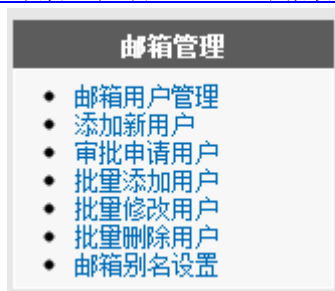 邮箱管理
邮箱用户管理
添加新用户
审批申请用户
批量添加用户
批量修改用户
批量删除用户
邮箱别名设置